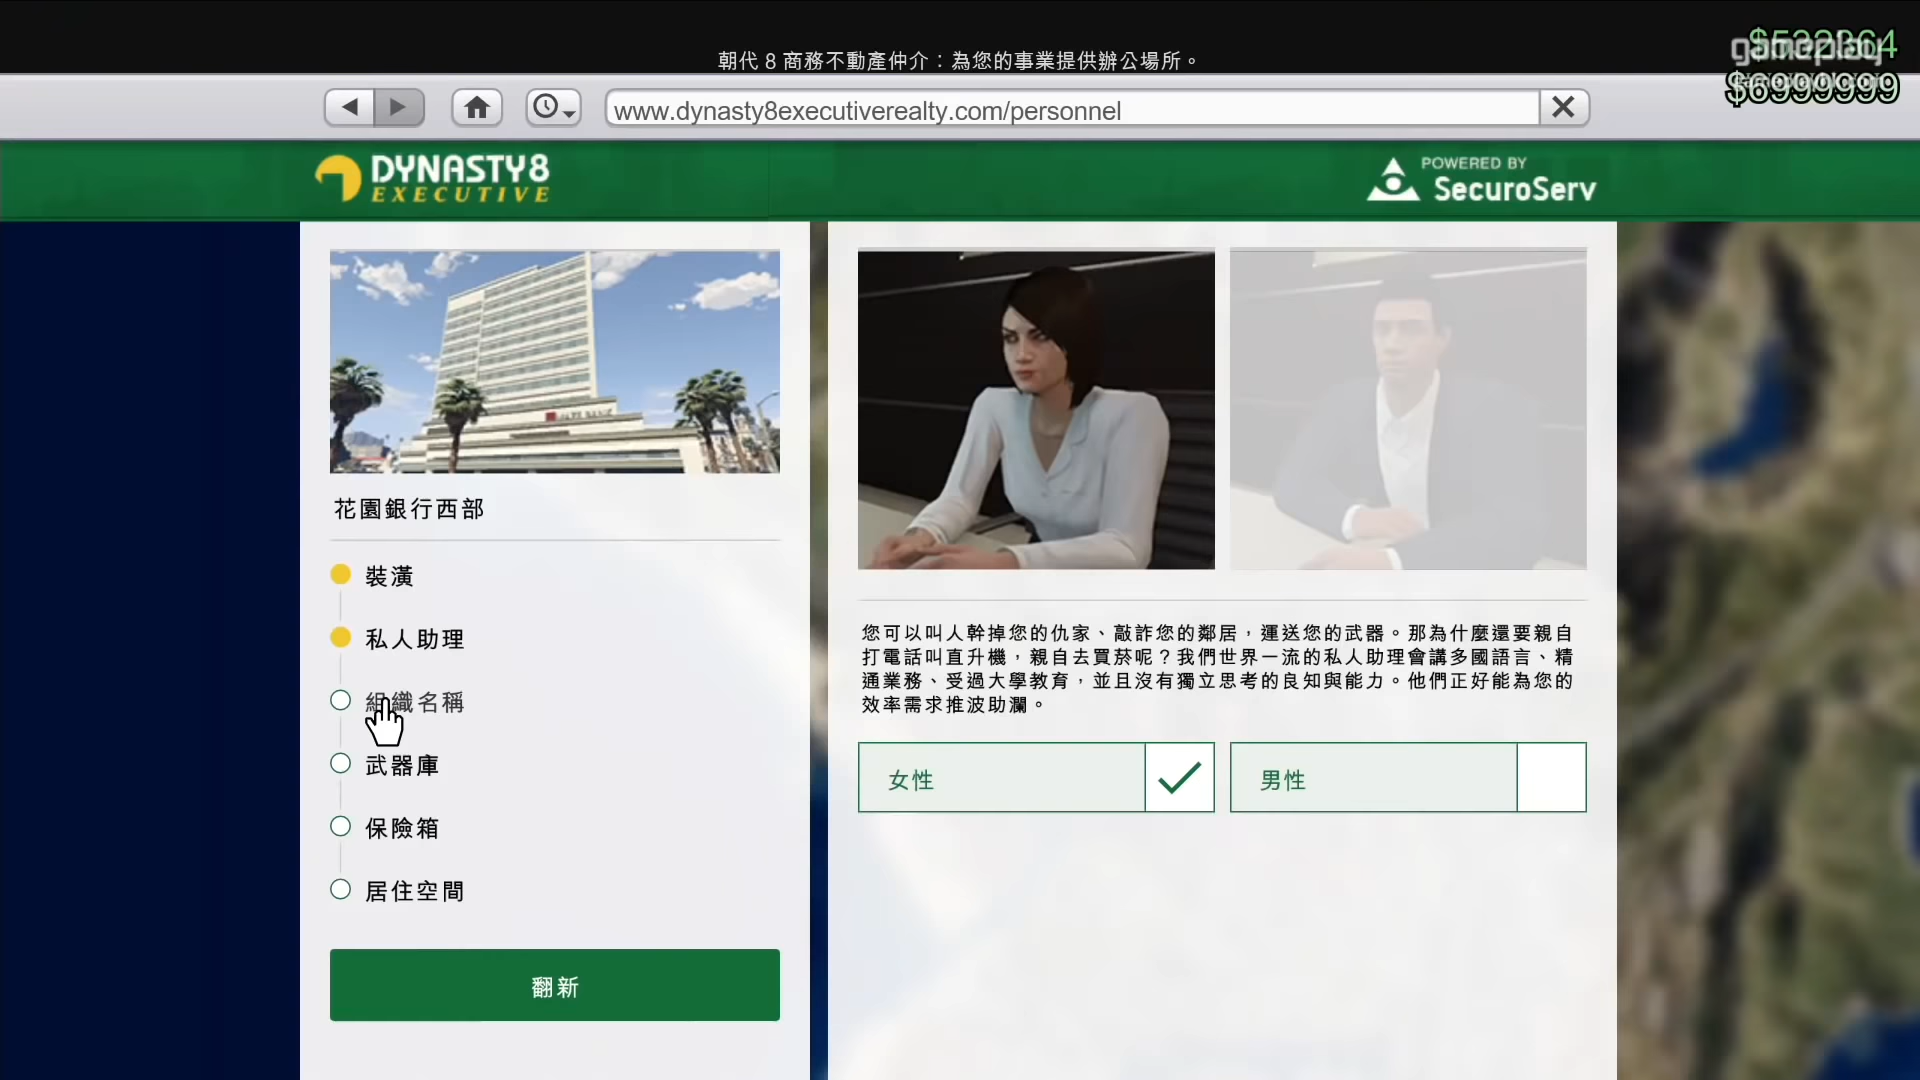 $532264
$6999999
朝代 8 商務不動產仲介：為您的事業提供辦公場所。
www.dynasty8executiverealty.com/personnel
DYNASTY8
EXECUTIVE
POWERED BY
SecuroServ
花園銀行西部
裝潢
私人助理
組織名稱
武器庫
保險箱
居住空間
翻新
您可以叫人幹掉您的仇家、敲詐您的鄰居，運送您的武器。那為什麼還要親自
打電話叫直升機，親自去買菸呢？我們世界一流的私人助理會講多國語言、精
通業務、受過大學教育，並且沒有獨立思考的良知與能力。他們正好能為您的
效率需求推波助瀾。
女性
男性